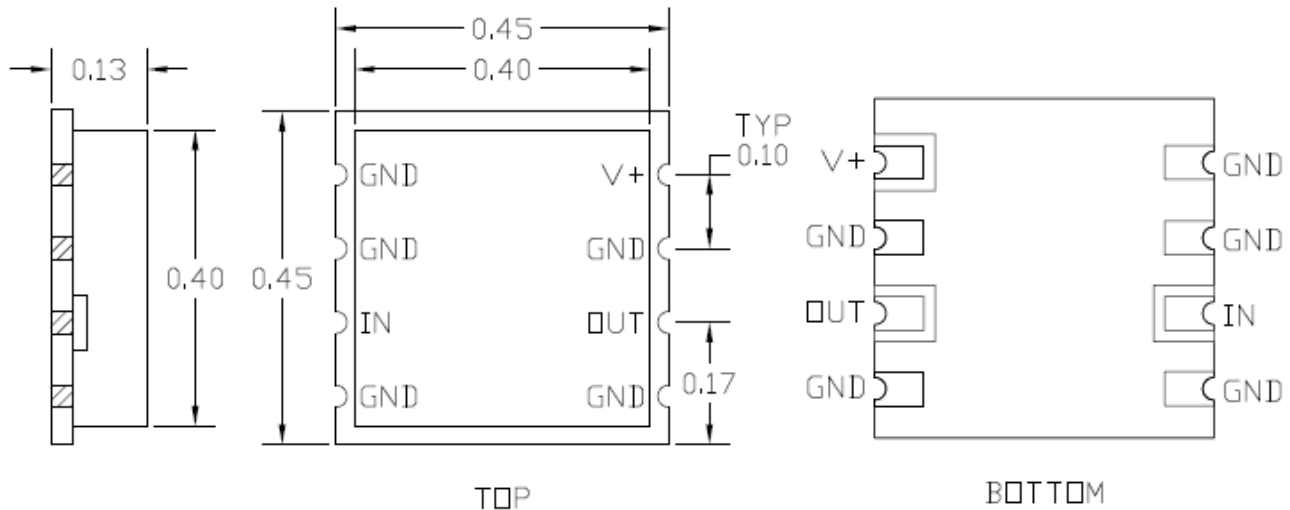 0.13
0.45
0.40
TYP
0.10
GND V+
GND GND
0.40 0.45
IN OUT
0.17
GND GND
TOP
V+ GND
GND GND
OUT IN
GND GND
BOTTOM